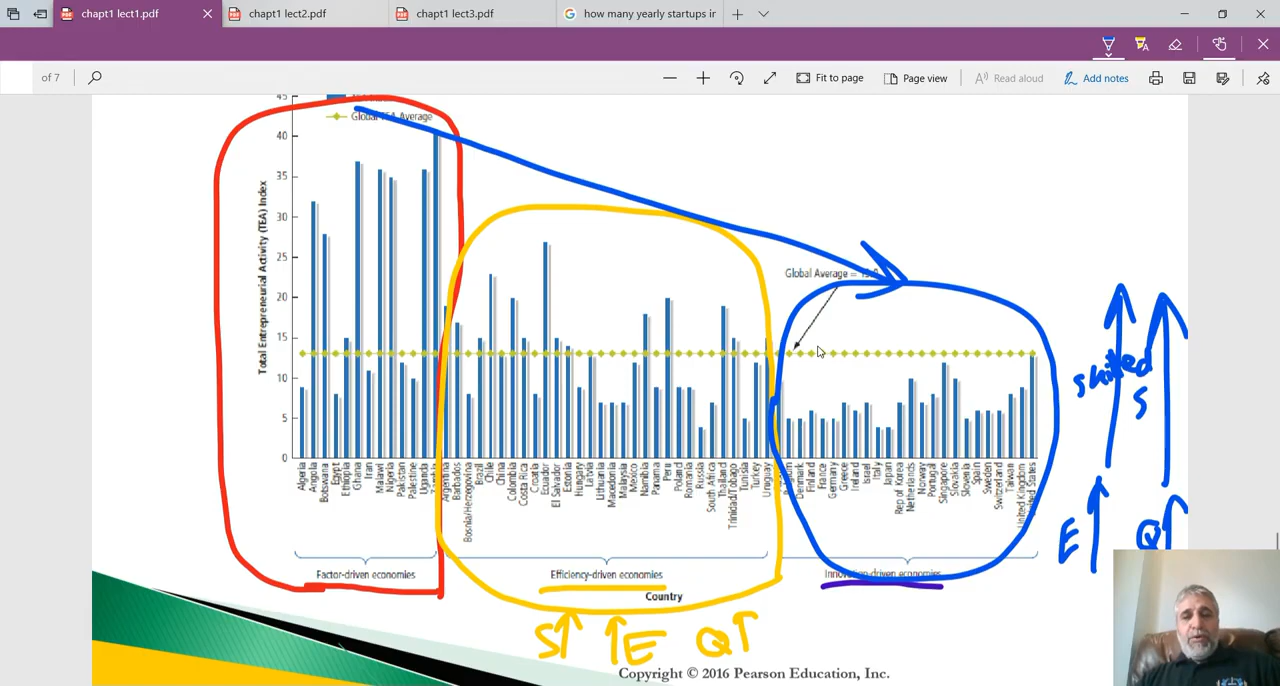 chapt1 lect1.pdf
chapt1 lect2.pdf
chapt1 lect3.pdf
how many yearly startups ir
of 7
Fit to page
Page view
Read aloud
Add notes
45
Global TEA Average
40
35
30
25
20
15
10
5
0
Total Entrepreneurial Activity (TEA) Index
Global Average =
Algeria
Angola
Botswana
Egypt
Ethiopia
Ghana
Iran
Malawi
Nigeria
Pakistan
Palestine
Uganda
Zambia
Argentina
Barbados
Bosnia/Herzegovina
Brazil
Chile
China
Colombia
Costa Rica
Croatia
Ecuador
El Salvador
Estonia
Hungary
Latvia
Lithuania
Macedonia
Malaysia
Mexico
Namibia
Panama
Peru
Poland
Romania
Russia
South Africa
Thailand
Trinidad/Tobago
Tunisia
Turkey
Uruguay
Denmark
Finland
France
Germany
Greece
Ireland
Israel
Italy
Japan
Rep of Korea
Netherlands
Norway
Portugal
Singapore
Slovakia
Slovenia
Spain
Sweden
Switzerland
Taiwan
United Kingdom
United States
Factor-driven economies
Efficiency-driven economies
Innovation-driven economies
Country
S E Q
S
E Q
Copyright © 2016 Pearson Education, Inc.